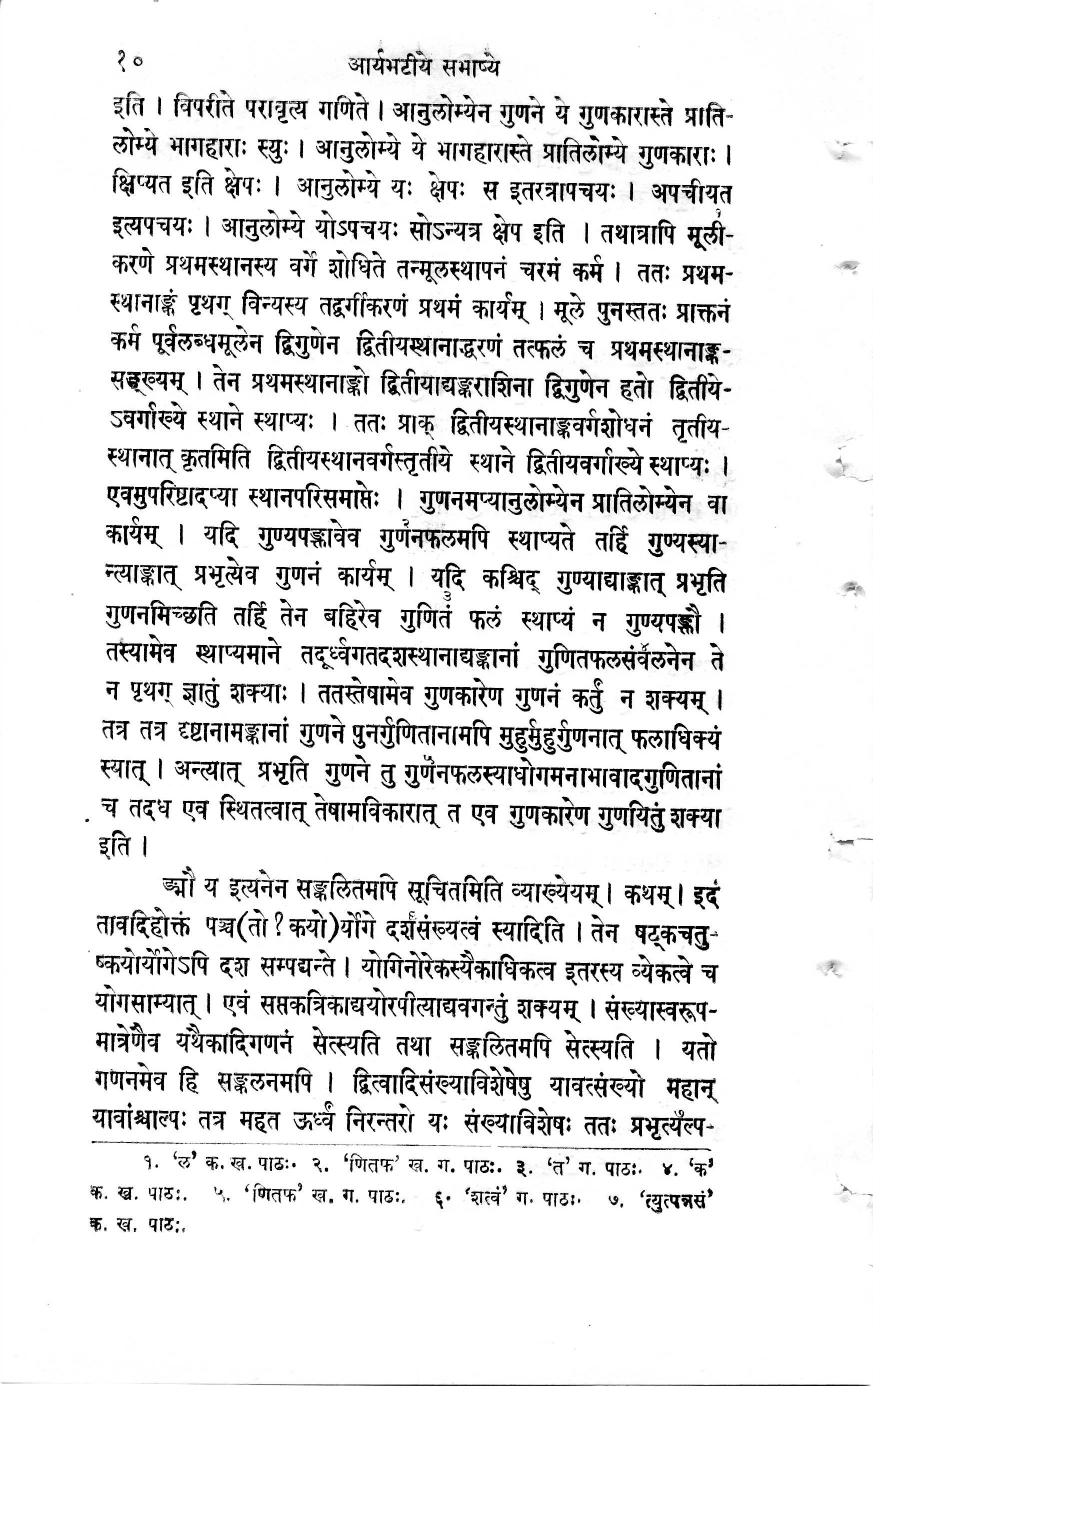 १०
आर्यभटीये सभाष्ये
इति । विपरीते परावृत्य गणिते । आनुलोम्येन गुणने ये गुणकारास्ते प्राति-
लोम्ये भागहाराः स्युः । आनुलोम्ये ये भागहारास्ते प्रातिलोम्ये गुणकाराः ।
क्षिप्यत इति क्षेपः । आनुलोम्ये यः क्षेपः स इतरत्रापचयः । अपचीयत
इत्यपचयः । आनुलोम्ये योऽपचयः सोऽन्यत्र क्षेप इति । तथात्रापि मूली-
करणे प्रथमस्थानस्य वर्गे शोधिते तन्मूलस्थापनं चरमं कर्म । ततः प्रथम-
स्थानाङ्कं पृथग् विन्यस्य तद्वर्गीकरणं प्रथमं कार्यम् । मूले पुनस्ततः प्राक्तनं
कर्म पूर्वलब्धमूलेन द्विगुणेन द्वितीयस्थानाद्धरणं तत्फलं च प्रथमस्थानाङ्क-
सङ्ख्यम् । तेन प्रथमस्थानाङ्को द्वितीयाद्यङ्कराशिना द्विगुणेन हतो द्वितीये-
ऽवर्गाख्ये स्थाने स्थाप्यः । ततः प्राक् द्वितीयस्थानाङ्कवर्गशोधनं तृतीय-
स्थानात् कृतमिति द्वितीयस्थानवर्गस्तृतीये स्थाने द्वितीयवर्गाख्ये स्थाप्यः ।
एवमुपरिष्टादप्या स्थानपरिसमाप्तेः । गुणनमप्यानुलोम्येन प्रातिलोम्येन वा
कार्यम् । यदि गुण्यपङ्क्तावेव गुर्णनफलमपि स्थाप्यते तर्हि गुण्यस्या-
न्त्याङ्कात् प्रभृत्येव गुणनं कार्यम् । यदि कश्चिद् गुण्याद्याङ्कात् प्रभृति
गुणनमिच्छति तर्हि तेन बहिरेव गुणितं फलं स्थाप्यं न गुण्यपङ्क्तौ ।
तस्यामेव स्थाप्यमाने तदूर्ध्वगतदशस्थानाद्यङ्कानां गुणितफलसंवलनेन ते
न पृथग् ज्ञातुं शक्याः । ततस्तेषामेव गुणकारेण गुणनं कर्तुं न शक्यम् ।
तत्र तत्र दृष्टानामङ्कानां गुणने पुनर्गुणितानामपि मुहुर्मुहुर्गुणनात् फलाधिक्यं
स्यात् । अन्त्यात् प्रभृति गुणने तु गुणनफलस्याधोगमनाभावादगुणितानां
च तदध एव स्थितत्वात् तेषामविकारात् त एव गुणकारेण गुणयितुं शक्या
इति ।
ङ्मौ य इत्यनेन सङ्कलितमपि सूचितमिति व्याख्येयम् । कथम् । इदं
तावदिहोक्तं पञ्च(तो?कयो)र्योगे दशसंख्यत्वं स्यादिति । तेन षट्कचतु-
ष्कयोर्योगेऽपि दश सम्पद्यन्ते । योगिनोरेकस्यैकाधिकत्व इतरस्य व्येकत्वे च
योगसाम्यात् । एवं सप्तकत्रिकाद्ययोरपीत्याद्यवगन्तुं शक्यम् । संख्यास्वरूप-
मात्रेणैव यथैकादिगणनं सेत्स्यति तथा सङ्कलितमपि सेत्स्यति । यतो
गणनमेव हि सङ्कलनमपि । द्वित्वादिसंख्याविशेषेषु यावत्संख्यो महान्
यावांश्चाल्पः तत्र महत ऊर्ध्वं निरन्तरो यः संख्याविशेषः ततः प्रभृत्यल्प-
१. ‘ल’ क. ख. पाठः. २. ‘णितफ’ ख. ग. पाठः. ३. ‘त’ ग. पाठः. ४. ‘क’
क. ख. पाठः. ५. ‘णितफ’ ख. ग. पाठः. ६. ‘शत्वं’ ग. पाठः. ७. ‘त्युत्पन्नसं’
क. ख. पाठः.